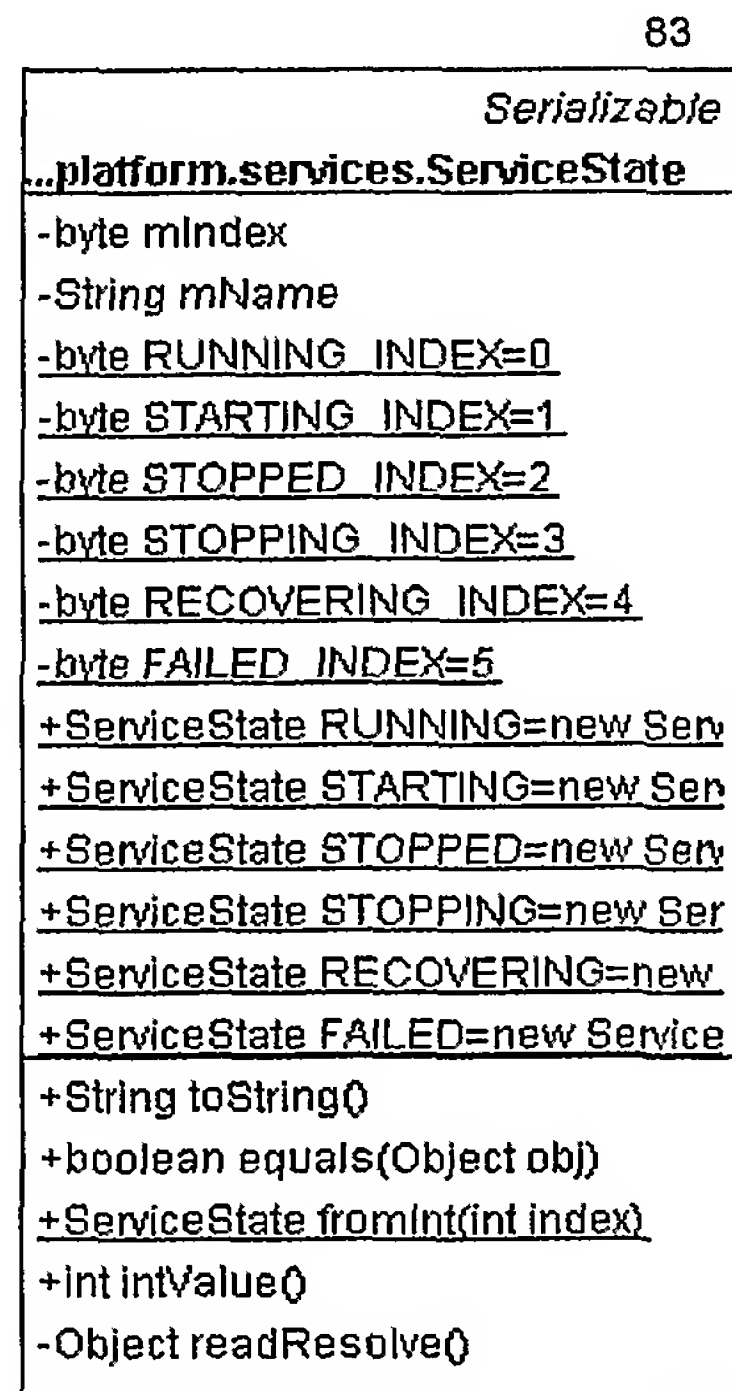 83
Serializable
...platform.services.ServiceState
-byte mIndex
-String mName
-byte RUNNING_INDEX=0
-byte STARTING_INDEX=1
-byte STOPPED_INDEX=2
-byte STOPPING_INDEX=3
-byte RECOVERING_INDEX=4
-byte FAILED_INDEX=5
+ServiceState RUNNING=new Serv
+ServiceState STARTING=new Serv
+ServiceState STOPPED=new Serv
+ServiceState STOPPING=new Ser
+ServiceState RECOVERING=new
+ServiceState FAILED=new Service
+String toString()
+boolean equals(Object obj)
+ServiceState fromInt(int index)
+int intValue()
-Object readResolve()